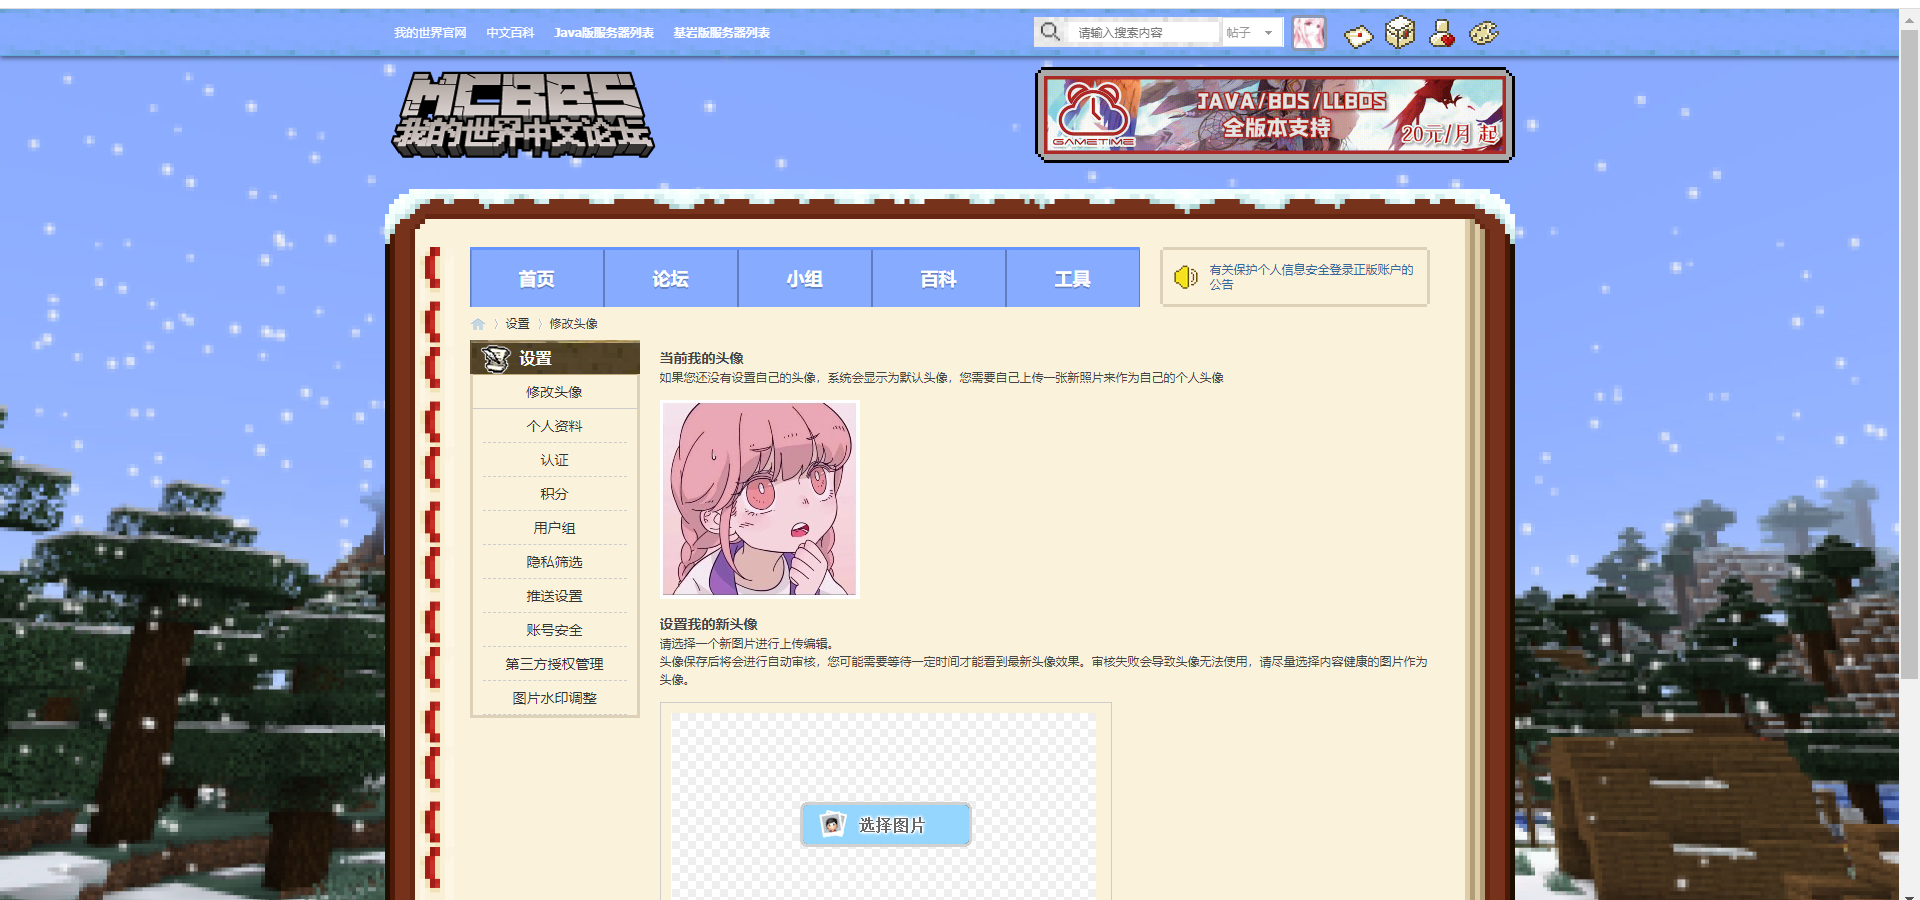 我的世界官网 中文百科 Java版服务器列表 基岩版服务器列表
请输入搜索内容 帖子
MCBBS
我的世界中文论坛
JAVA/BDS/LLBDS
全版本支持
20元/月 起
GAMETIME
首页 论坛 小组 百科 工具
有关保护个人信息安全登录正版账户的
公告
设置 修改头像
设置
修改头像
个人资料
认证
积分
用户组
隐私筛选
推送设置
账号安全
第三方授权管理
图片水印调整
当前我的头像
如果您还没有设置自己的头像，系统会显示为默认头像，您需要自己上传一张新照片来作为自己的个人头像
设置我的新头像
请选择一个新图片进行上传编辑。
头像保存后将会进行自动审核，您可能需要等待一定时间才能看到最新头像效果。审核失败会导致头像无法使用，请尽量选择内容健康的图片作为
头像。
选择图片